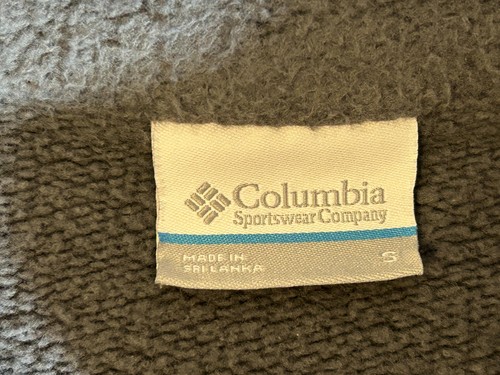 Columbia
Sportswear Company
MADE IN
SRI LANKA
S